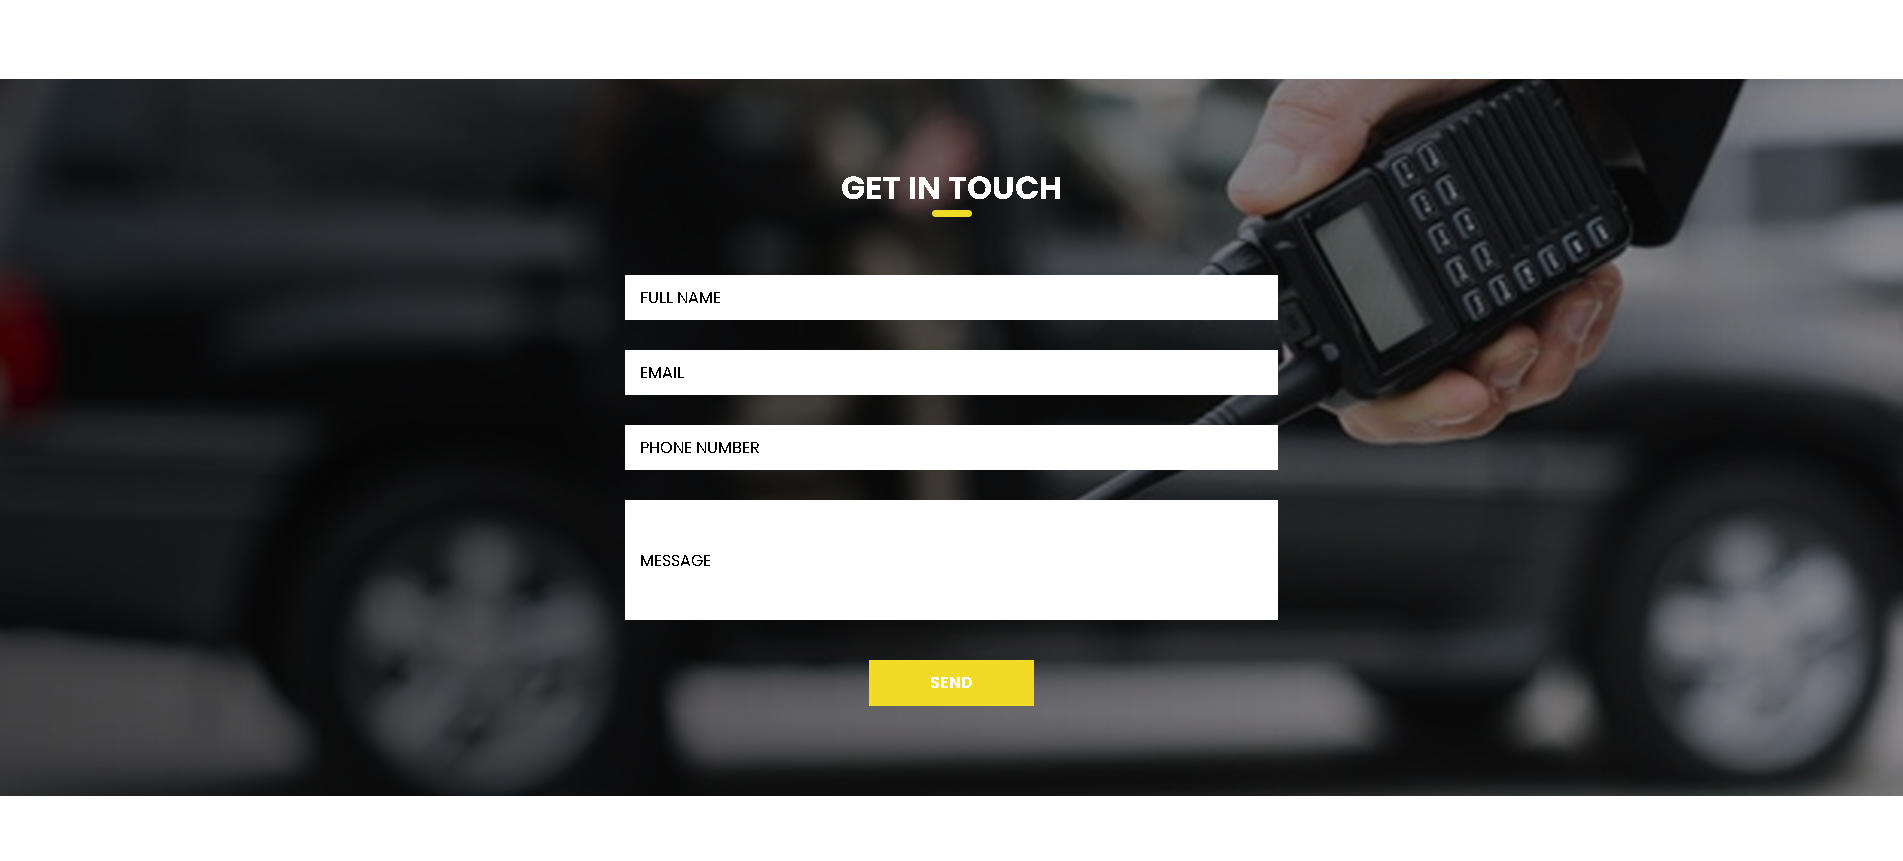 GET IN TOUCH
FULL NAME
EMAIL
PHONE NUMBER
MESSAGE
SEND